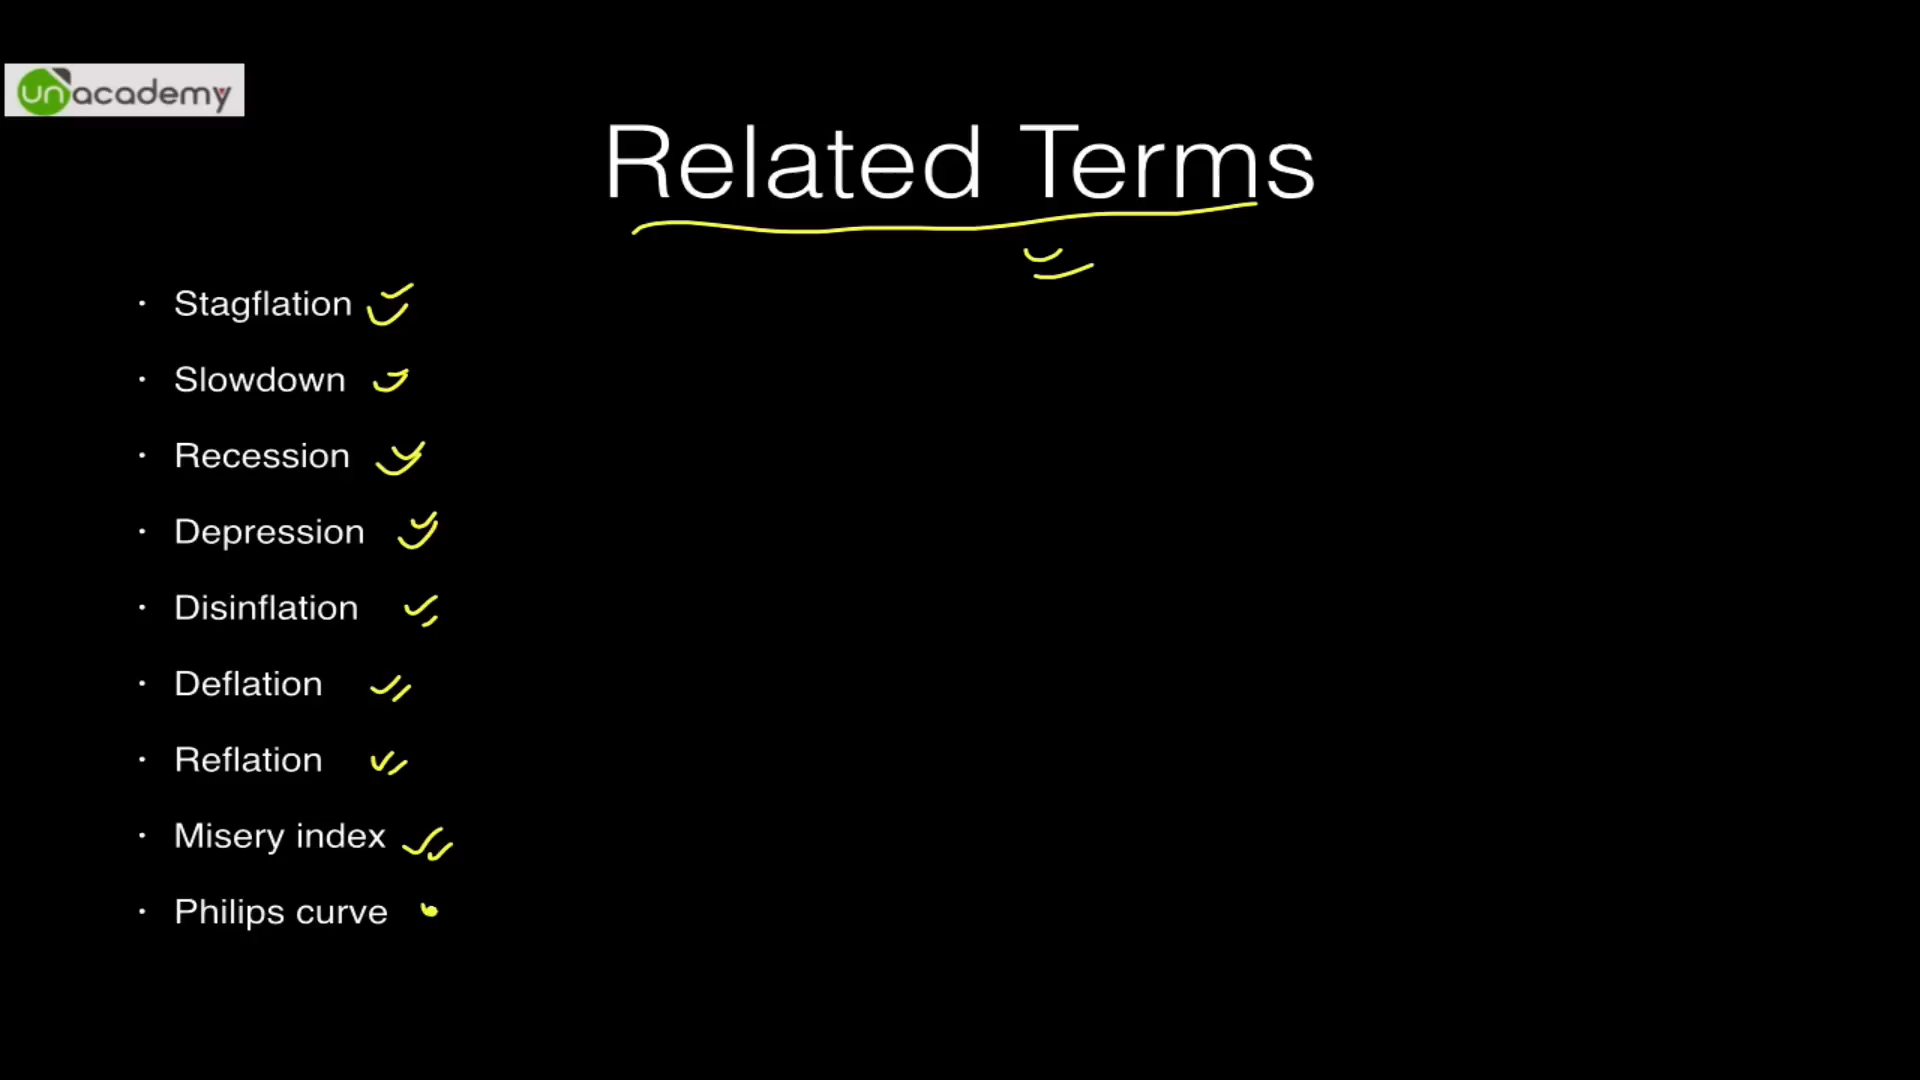 unacademy
Related Terms
· Stagflation
· Slowdown
· Recession
· Depression
· Disinflation
· Deflation
· Reflation
· Misery index
· Philips curve